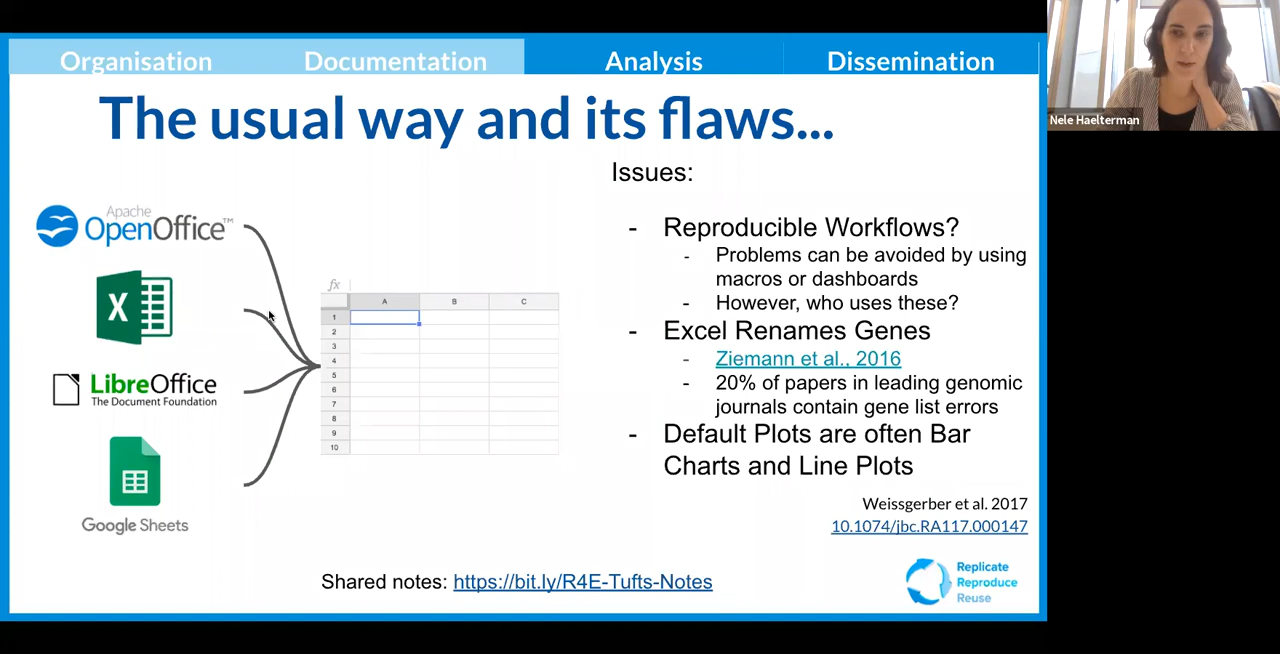 Organisation Documentation Analysis Dissemination
The usual way and its flaws...
Nele Haelterman
Issues:
Apache
OpenOffice™
X
LibreOffice
The Document Foundation
Google Sheets
fx
A B C
1
2
3
4
5
6
7
8
9
10
- Reproducible Workflows?
- Problems can be avoided by using
macros or dashboards
- However, who uses these?
- Excel Renames Genes
- Ziemann et al., 2016
- 20% of papers in leading genomic
journals contain gene list errors
- Default Plots are often Bar
Charts and Line Plots
Weissgerber et al. 2017
10.1074/jbc.RA117.000147
Shared notes: https://bit.ly/R4E-Tufts-Notes
Replicate
Reproduce
Reuse